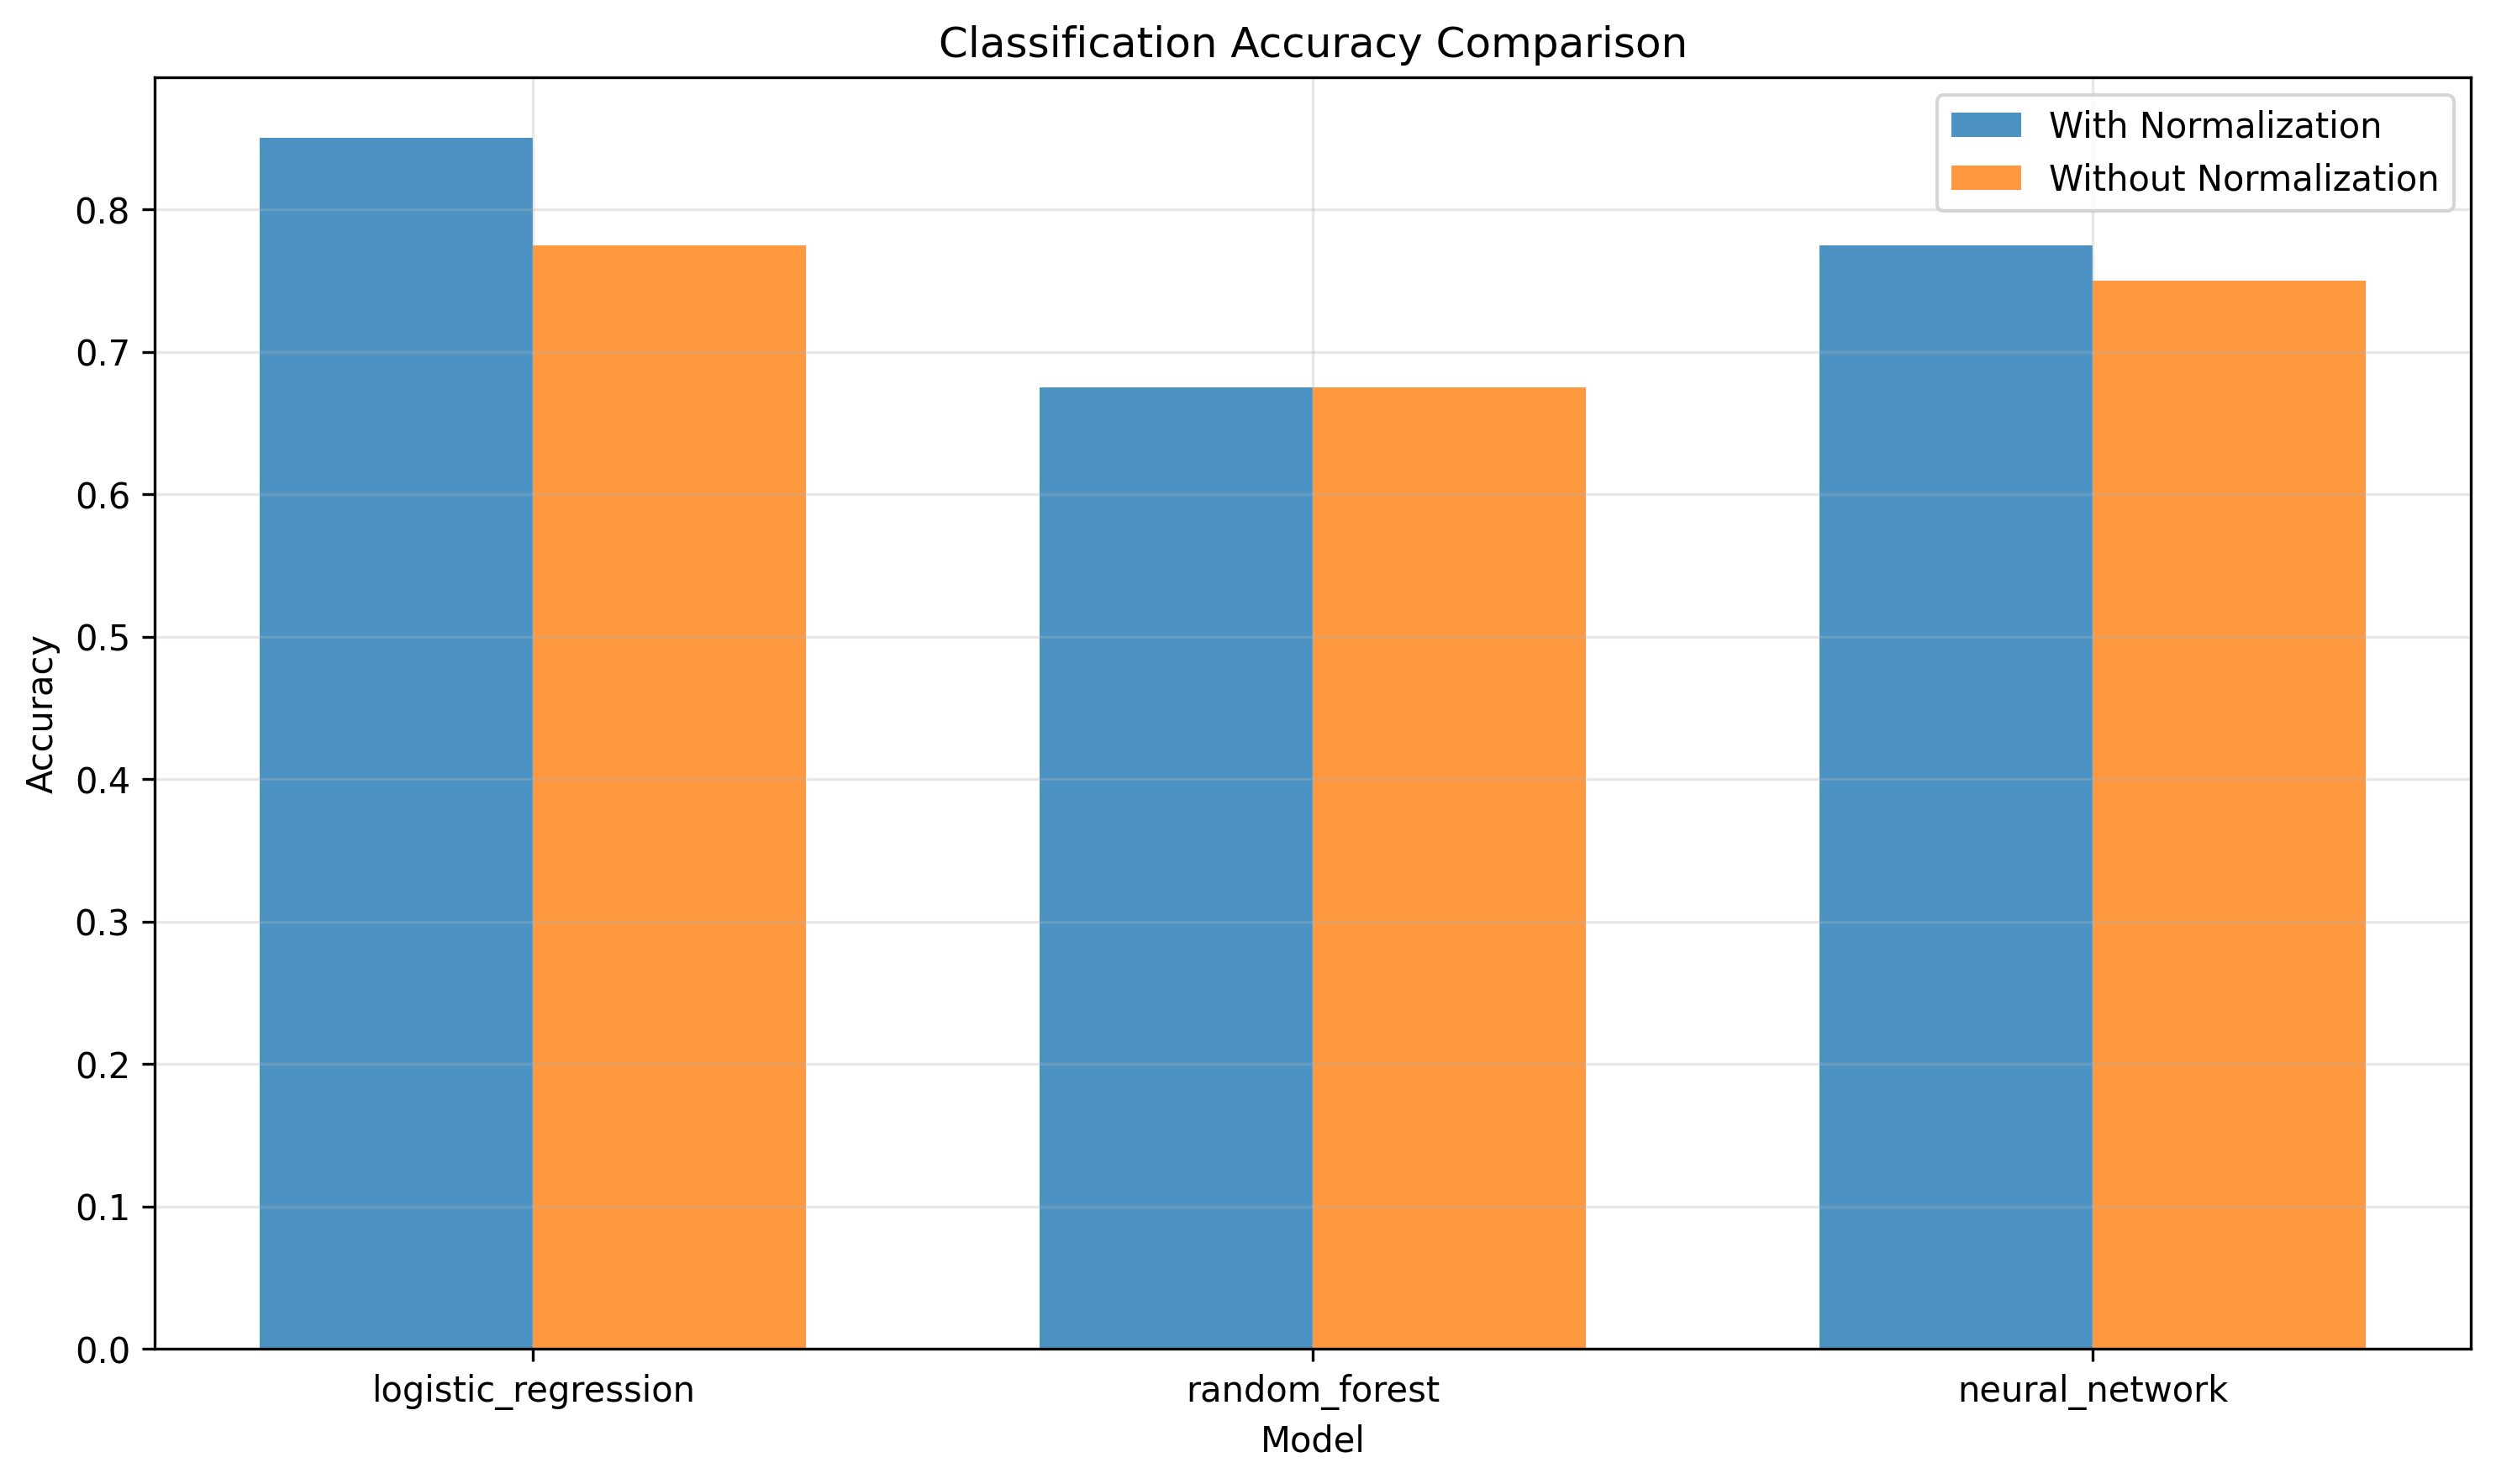 Classification Accuracy Comparison
With Normalization
Without Normalization
Accuracy
0.8
0.7
0.6
0.5
0.4
0.3
0.2
0.1
0.0
logistic_regression
random_forest
neural_network
Model